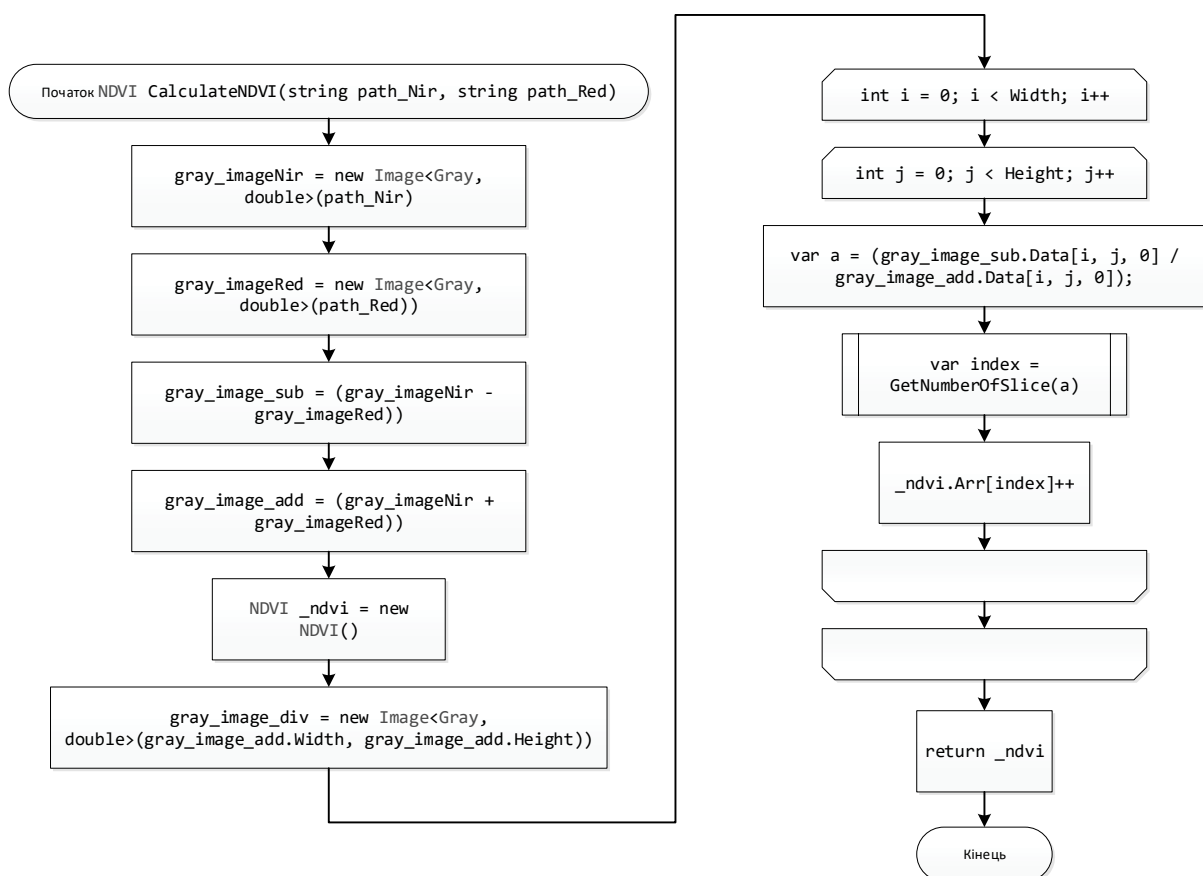 Початок NDVI CalculateNDVI(string path_Nir, string path_Red)
gray_imageNir = new Image<Gray,
double>(path_Nir)
gray_imageRed = new Image<Gray,
double>(path_Red))
gray_image_sub = (gray_imageNir -
gray_imageRed))
gray_image_add = (gray_imageNir +
gray_imageRed))
NDVI _ndvi = new
NDVI()
gray_image_div = new Image<Gray,
double>(gray_image_add.Width, gray_image_add.Height))
int i = 0; i < Width; i++
int j = 0; j < Height; j++
var a = (gray_image_sub.Data[i, j, 0] /
gray_image_add.Data[i, j, 0]);
var index =
GetNumberOfSlice(a)
_ndvi.Arr[index]++
return _ndvi
Кінець